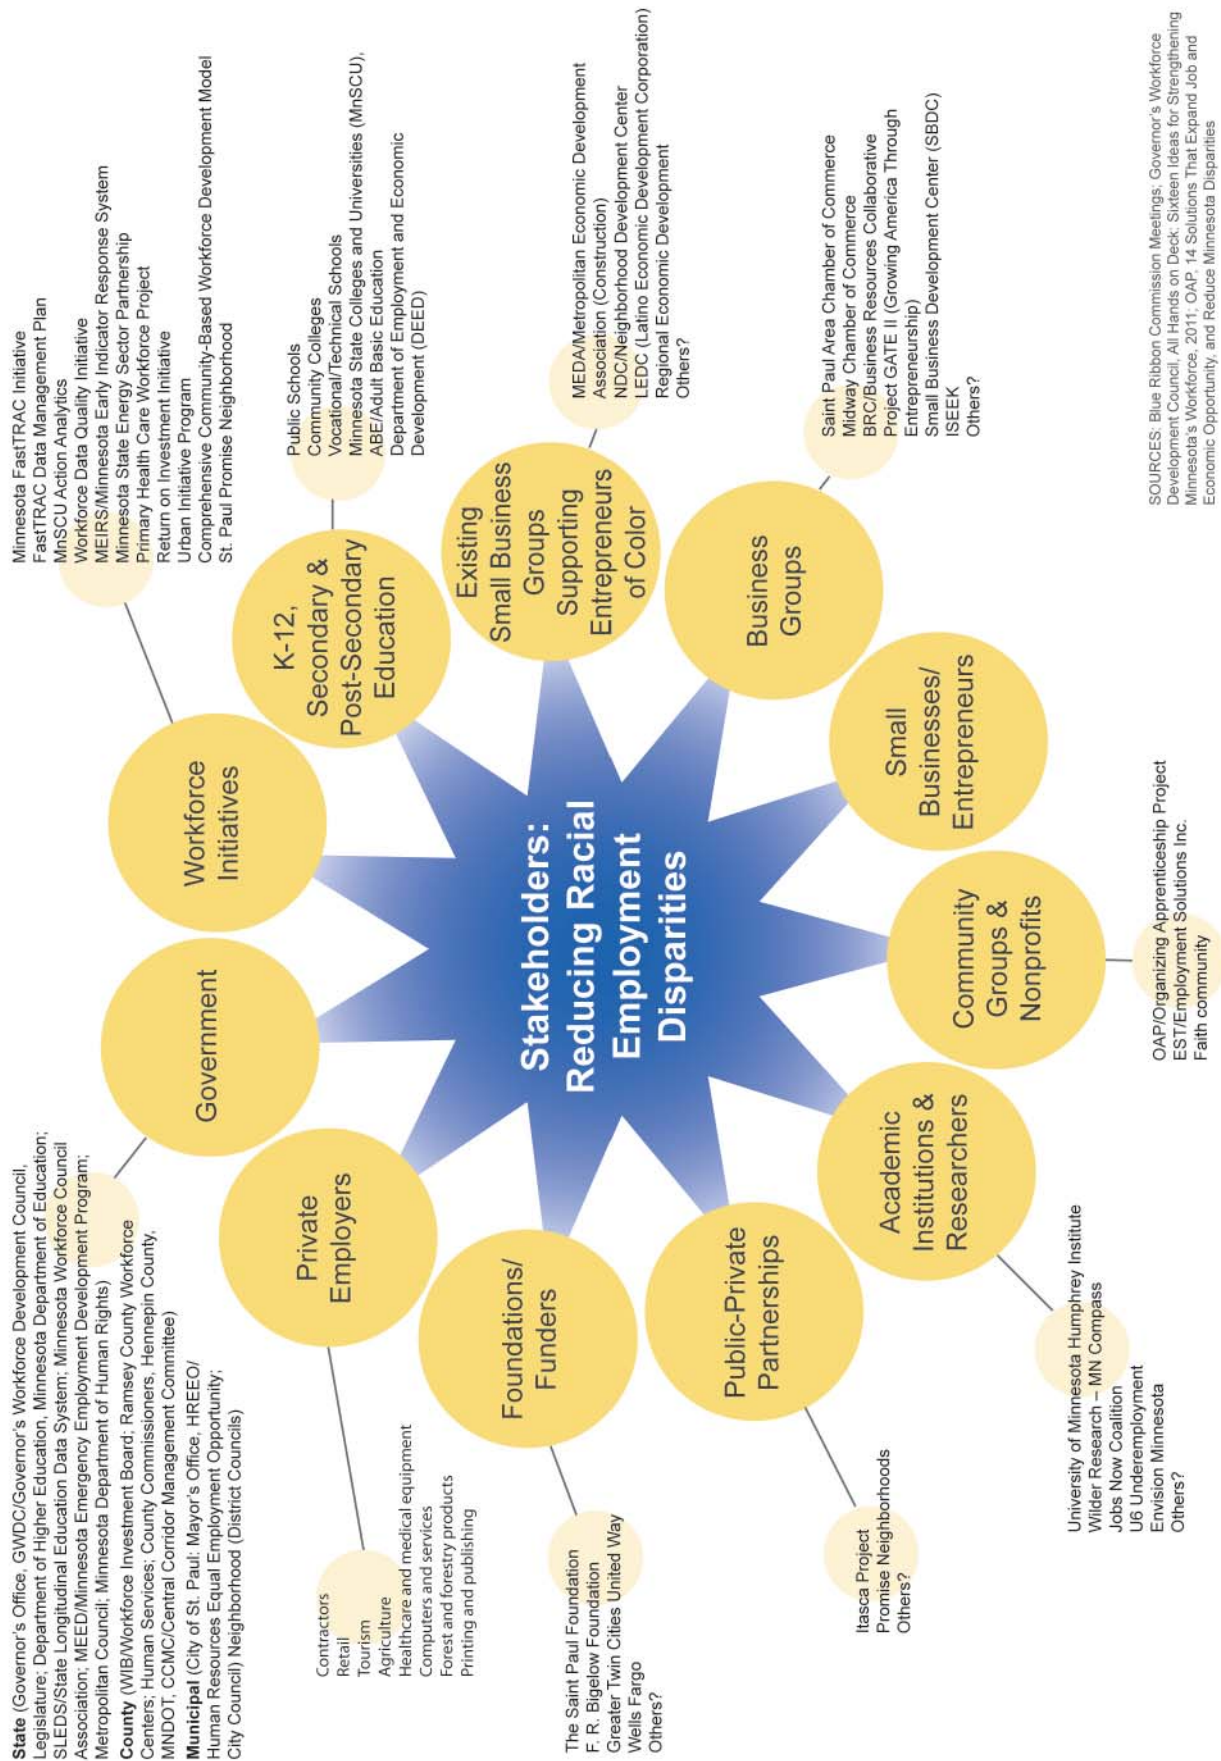 Stakeholders:
Reducing Racial
Employment
Disparities
Government
State (Governor's Office, GWDC/Governor's Workforce Development Council,
Legislature; Department of Higher Education, Minnesota Department of Education;
SLEDS/State Longitudinal Education Data System; Minnesota Workforce Council
Association; MEED/Minnesota Emergency Employment Development Program;
Metropolitan Council; Minnesota Department of Human Rights)
County (WIB/Workforce Investment Board; Ramsey County Workforce
Centers; Human Services; County Commissioners, Hennepin County,
MNDOT, CCMC/Central Corridor Management Committee)
Municipal (City of St. Paul: Mayor's Office, HREEO/
Human Resources Equal Employment Opportunity;
City Council) Neighborhood (District Councils)
Workforce
Initiatives
Minnesota FastTRAC Initiative
FastTRAC Data Management Plan
MnSCU Action Analytics
Workforce Data Quality Initiative
MEIRS/Minnesota Early Indicator Response System
Minnesota State Energy Sector Partnership
Primary Health Care Workforce Project
Return on Investment Initiative
Urban Initiative Program
Comprehensive Community-Based Workforce Development Model
St. Paul Promise Neighborhood
K-12,
Secondary &
Post-Secondary
Education
Public Schools
Community Colleges
Vocational/Technical Schools
Minnesota State Colleges and Universities (MnSCU),
ABE/Adult Basic Education
Department of Employment and Economic
Development (DEED)
Existing
Small Business
Groups
Supporting
Entrepreneurs
of Color
MEDA/Metropolitan Economic Development
Association (Construction)
NDC/Neighborhood Development Center
LEDC (Latino Economic Development Corporation)
Regional Economic Development
Others?
Business
Groups
Saint Paul Area Chamber of Commerce
Midway Chamber of Commerce
BRC/Business Resources Collaborative
Project GATE II (Growing America Through
Entrepreneurship)
Small Business Development Center (SBDC)
ISEEK
Others?
Small
Businesses/
Entrepreneurs
Community
Groups &
Nonprofits
OAP/Organizing Apprenticeship Project
EST/Employment Solutions Inc.
Faith community
Academic
Institutions &
Researchers
University of Minnesota Humphrey Institute
Wilder Research – MN Compass
Jobs Now Coalition
U6 Underemployment
Envision Minnesota
Others?
Public-Private
Partnerships
Itasca Project
Promise Neighborhoods
Others?
Foundations/
Funders
The Saint Paul Foundation
F. R. Bigelow Foundation
Greater Twin Cities United Way
Wells Fargo
Others?
Private
Employers
Contractors
Retail
Tourism
Agriculture
Healthcare and medical equipment
Computers and services
Forest and forestry products
Printing and publishing
SOURCES: Blue Ribbon Commission Meetings; Governor's Workforce
Development Council, All Hands on Deck: Sixteen Ideas for Strengthening
Minnesota's Workforce, 2011; OAP, 14 Solutions That Expand Job and
Economic Opportunity, and Reduce Minnesota Disparities